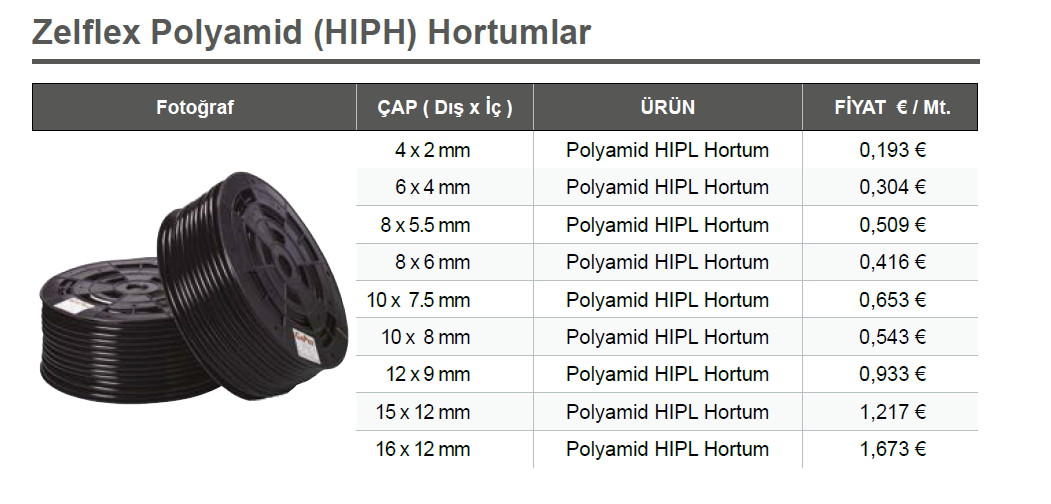 Zelflex Polyamid (HIPH) Hortumlar
Fotoğraf ÇAP ( Dış x İç ) ÜRÜN FİYAT € / Mt.
4 x 2 mm Polyamid HIPL Hortum 0,193 €
6 x 4 mm Polyamid HIPL Hortum 0,304 €
8 x 5.5 mm Polyamid HIPL Hortum 0,509 €
8 x 6 mm Polyamid HIPL Hortum 0,416 €
10 x 7.5 mm Polyamid HIPL Hortum 0,653 €
10 x 8 mm Polyamid HIPL Hortum 0,543 €
12 x 9 mm Polyamid HIPL Hortum 0,933 €
15 x 12 mm Polyamid HIPL Hortum 1,217 €
16 x 12 mm Polyamid HIPL Hortum 1,673 €